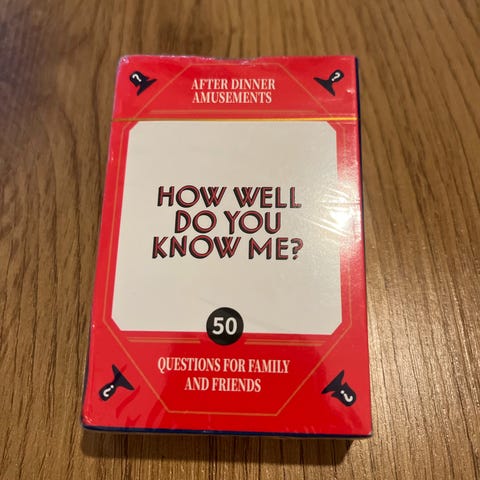 AFTER DINNER
AMUSEMENTS
?
?
HOW WELL
DO YOU
KNOW ME?
50
QUESTIONS FOR FAMILY
AND FRIENDS
?
?